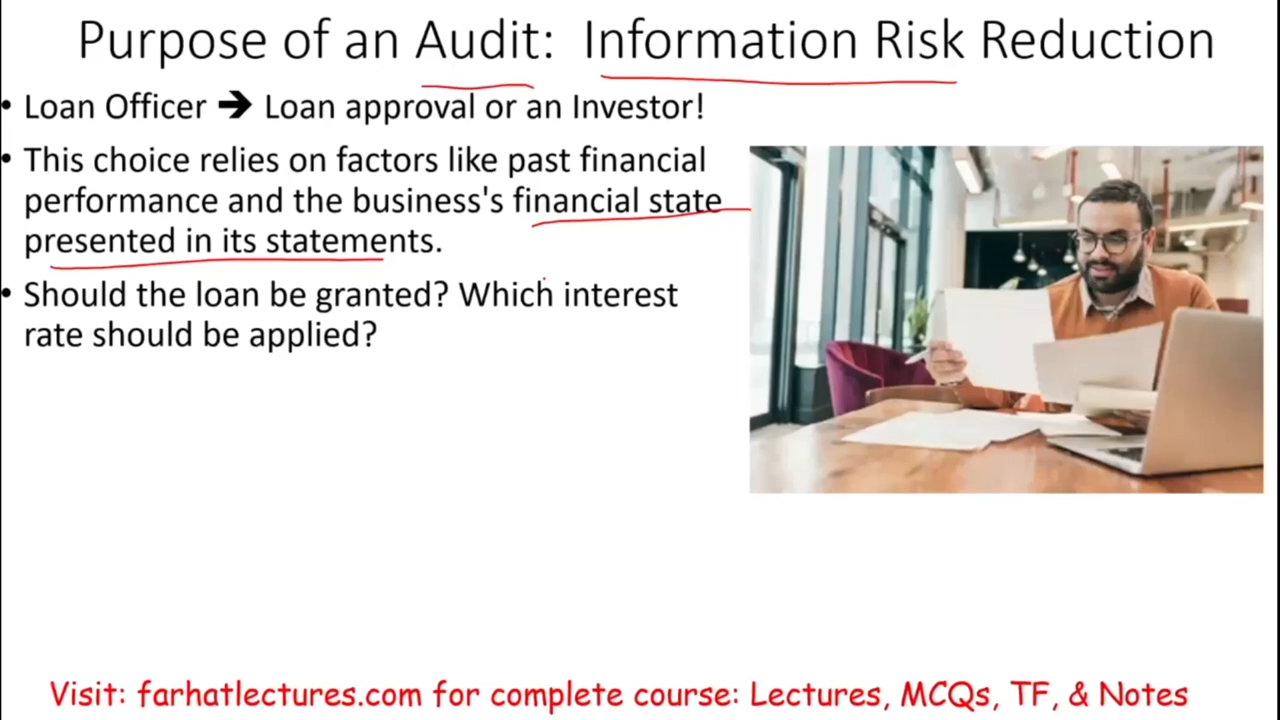 Purpose of an Audit: Information Risk Reduction
• Loan Officer → Loan approval or an Investor!
• This choice relies on factors like past financial
performance and the business's financial state
presented in its statements.
• Should the loan be granted? Which interest
rate should be applied?
Visit: farhatlectures.com for complete course: Lectures, MCQs, TF, & Notes